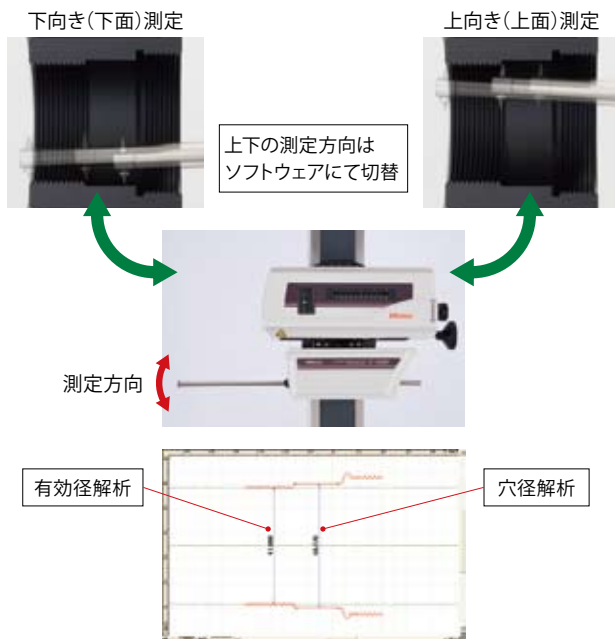 下向き(下面)測定
上向き(上面)測定
上下の測定方向は
ソフトウェアにて切替
測定方向
有効径解析
穴径解析